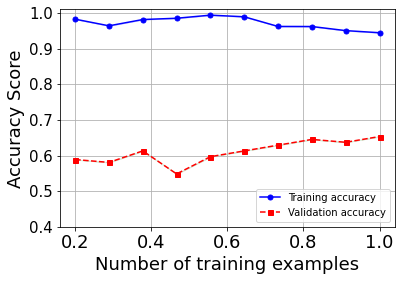 1.0
0.9
0.8
0.7
0.6
0.5
0.4
Accuracy Score
Training accuracy
Validation accuracy
0.2 0.4 0.6 0.8 1.0
Number of training examples